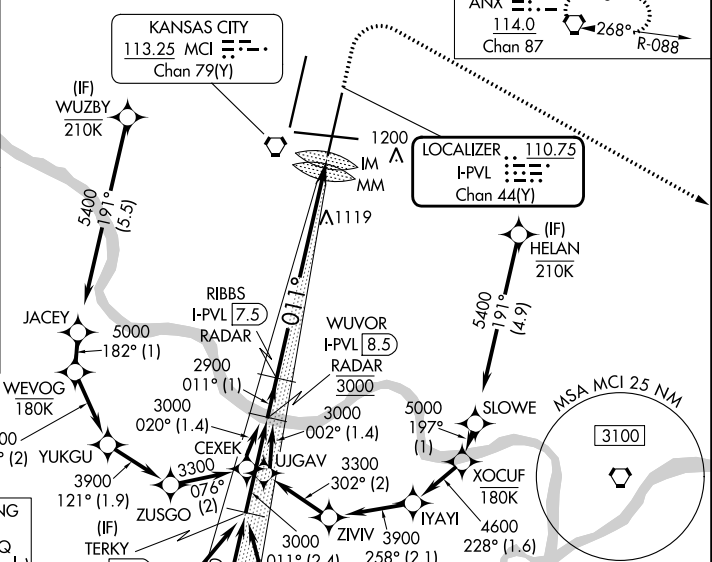 KANSAS CITY
113.25 MCI
Chan 79(Y)
ANX
114.0
Chan 87
268°
R-088
(IF)
WUZBY
210K
1200
IM
MM
LOCALIZER 110.75
I-PVL
Chan 44(Y)
5400
191°
(5.5)
1119
(IF)
HELAN
210K
011°
RIBBS
I-PVL 7.5
RADAR
WUVOR
I-PVL 8.5
RADAR
3000
5400
191°
(4.9)
JACEY
5000
182° (1)
2900
011° (1)
WEVOG
180K
3000
020° (1.4)
3000
002° (1.4)
5000
197°
(1)
SLOWE
MSA MCI 25 NM
3100
° (2)
YUKGU
CEXEK
UJGAV
XOCUF
180K
3900
121° (1.9)
3300
076°
(2)
3300
302° (2)
ZUSGO
IYAYI
4600
228° (1.6)
NG
Q
(IF)
TERKY
3000
011° (2.4)
ZIVIV
3900
258° (2.1)